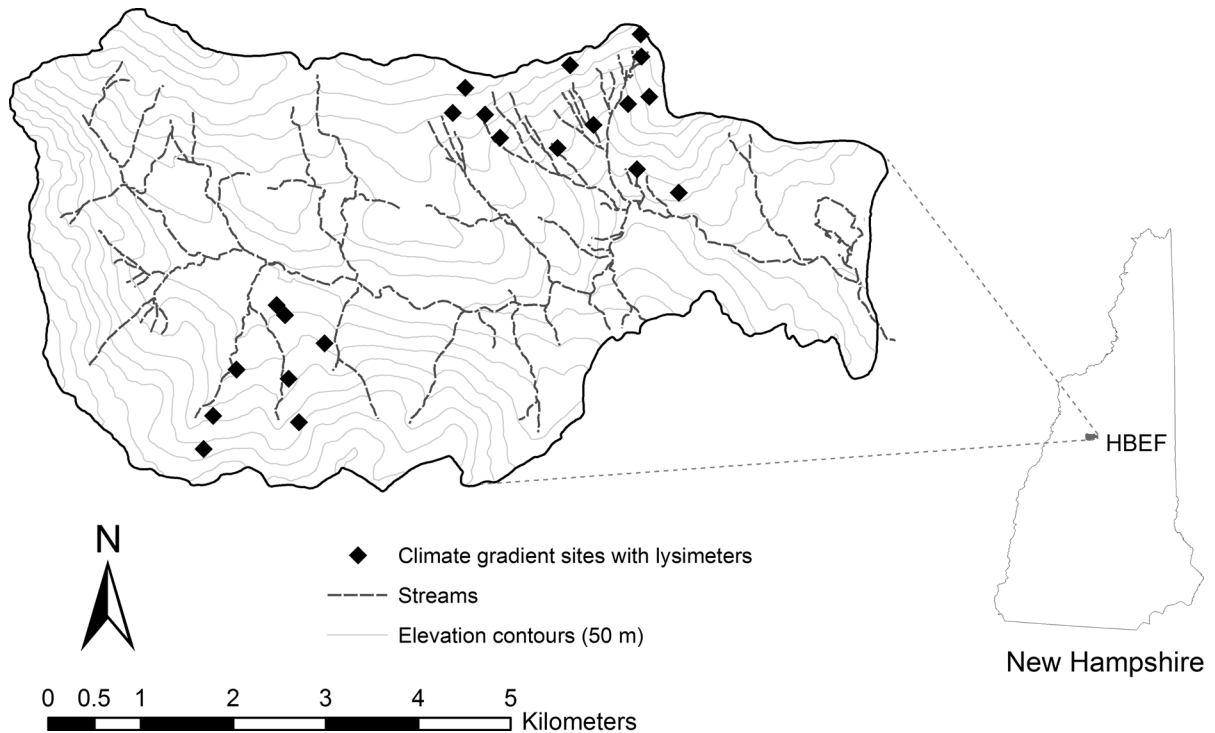 HBEF
N
Climate gradient sites with lysimeters
Streams
Elevation contours (50 m)
New Hampshire
0 0.5 1 2 3 4 5
Kilometers